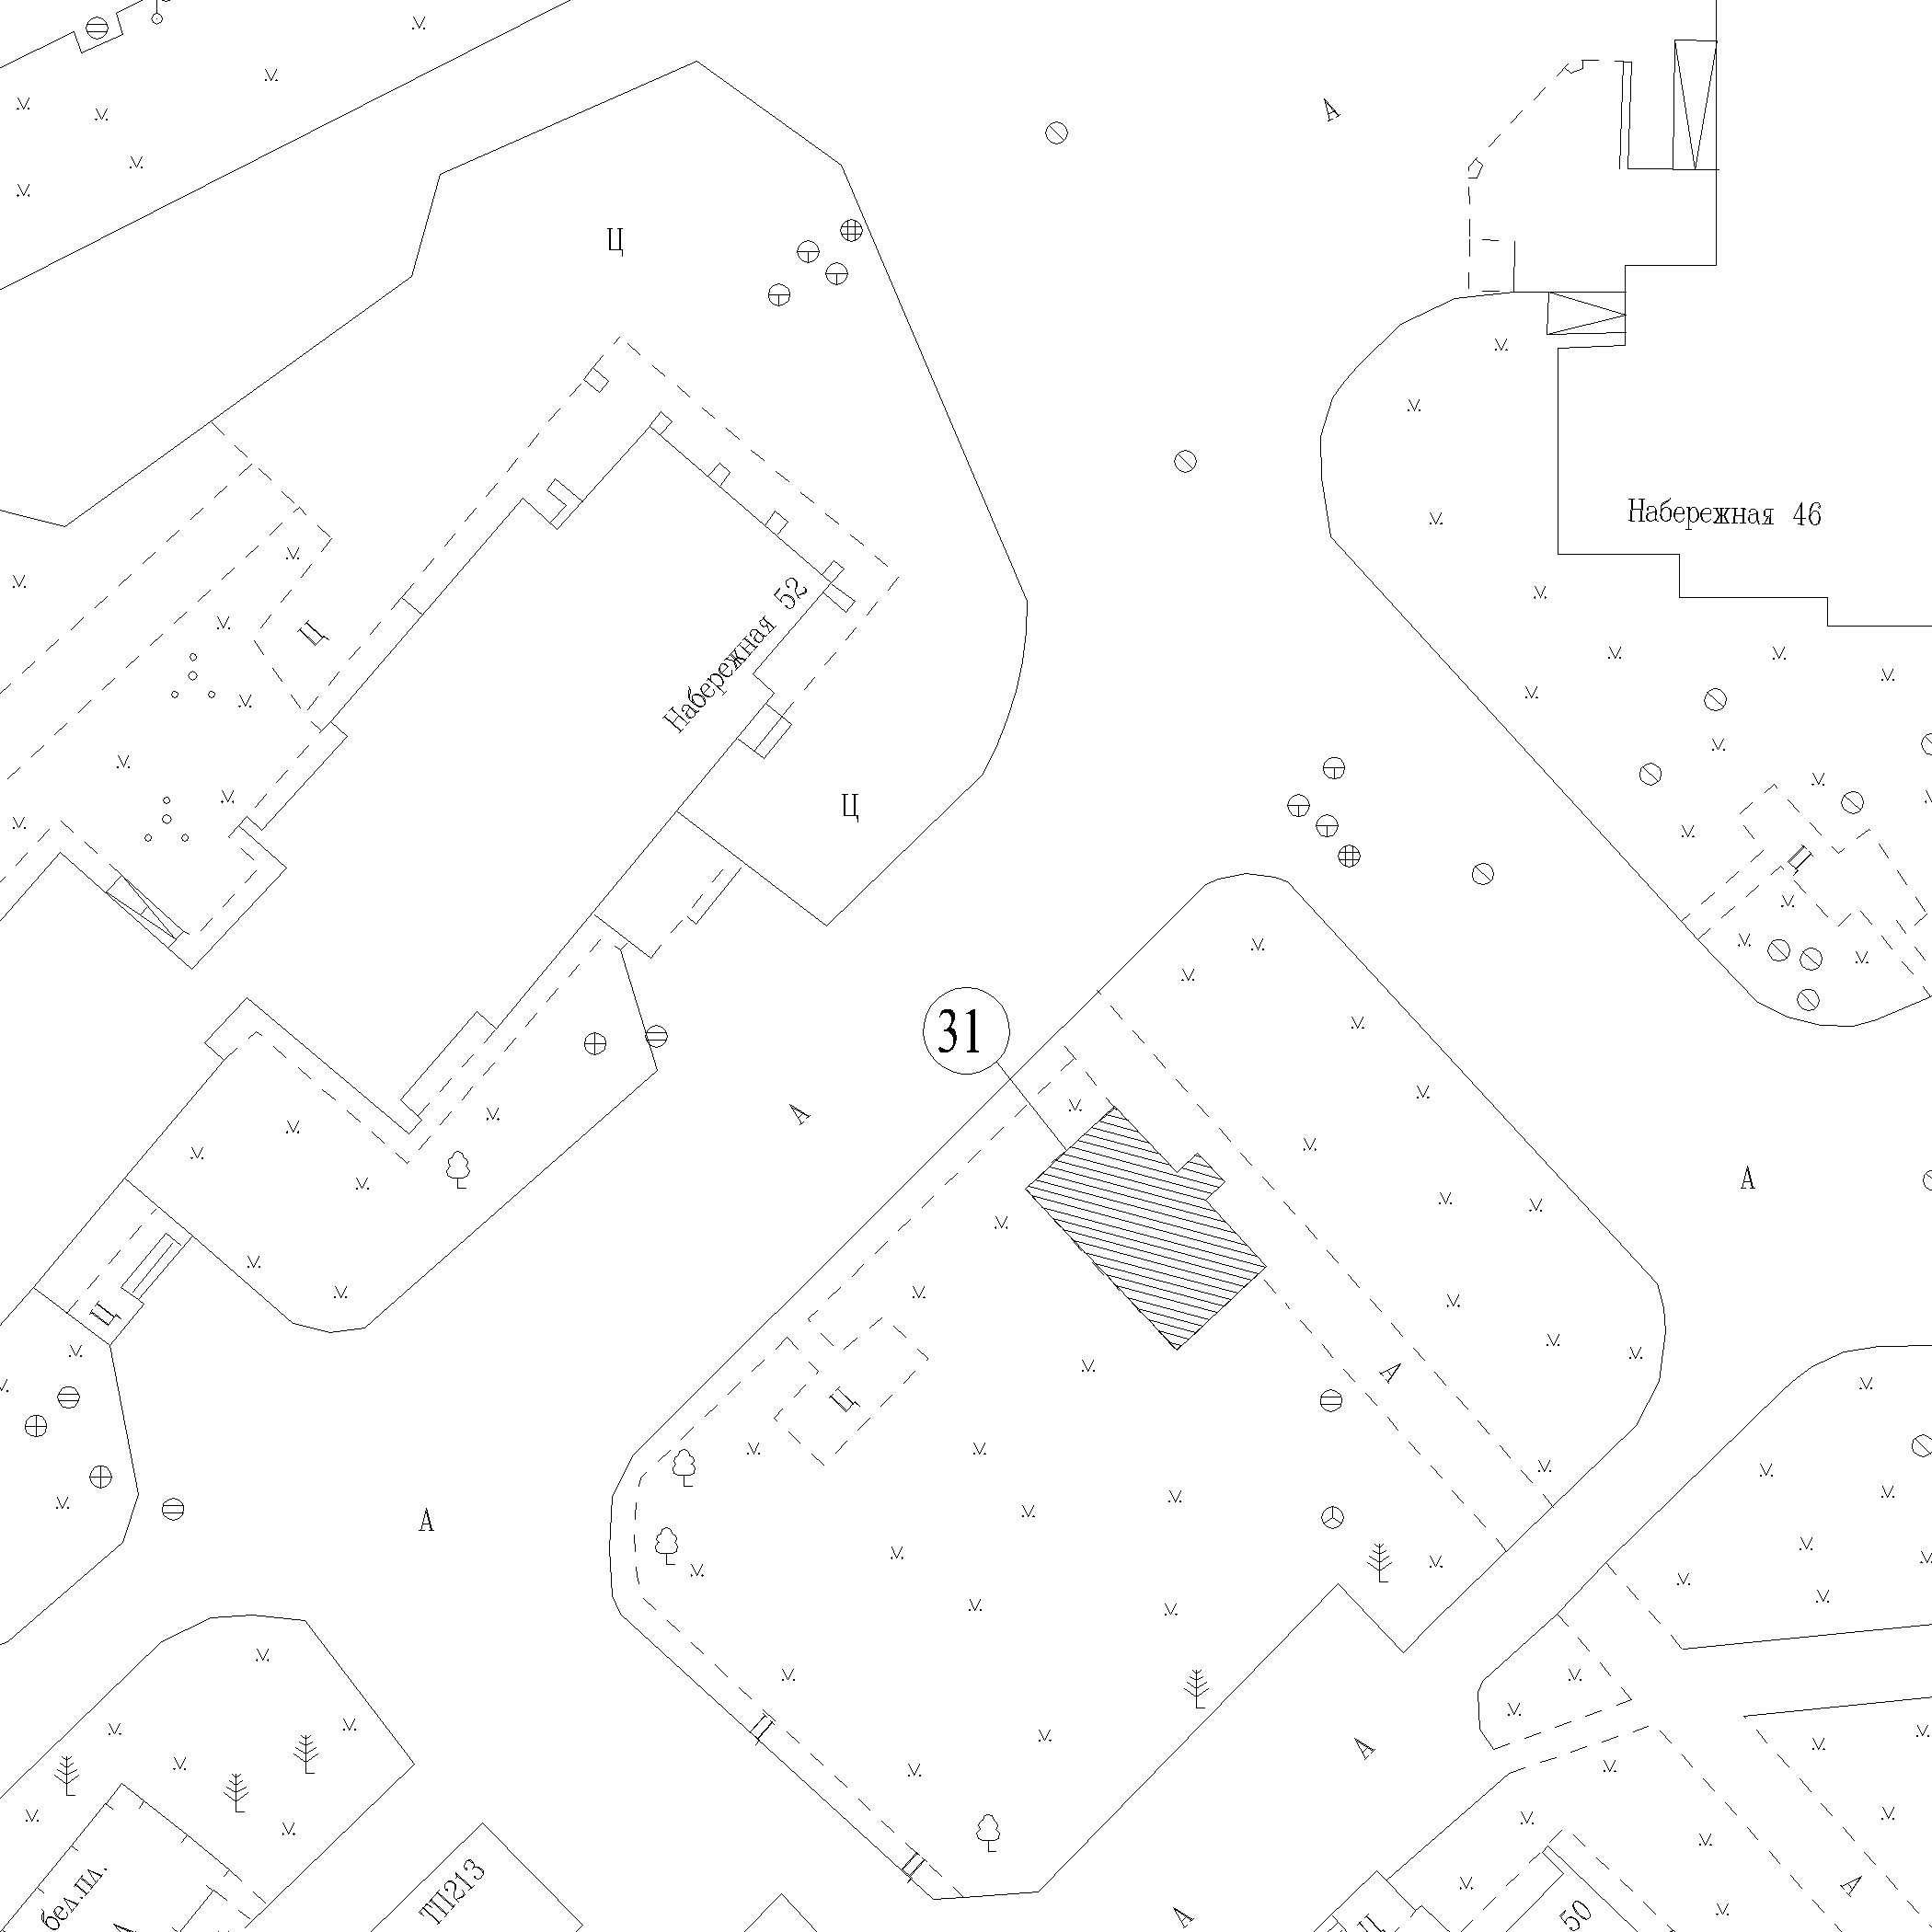 А
Ц
Набережная 46
Набережная 52
Ц
Ц
31
А
А
Ц
А
Ц
А
А
А
бел.пл.
ТП213
А
А
50
Ц